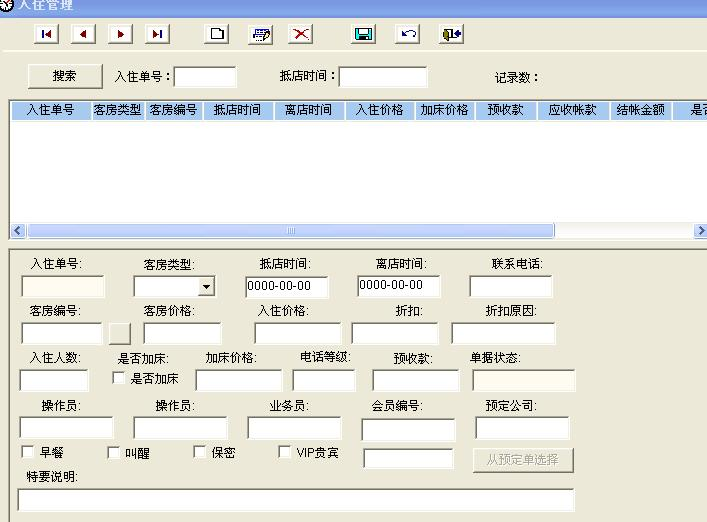 入住管理
搜索 入住单号: 抵店时间: 记录数:
入住单号 客房类型 客房编号 抵店时间 离店时间 入住价格 加床价格 预收款 应收帐款 结帐金额 是否
入住单号: 客房类型: 抵店时间: 离店时间: 联系电话:
0000-00-00 0000-00-00
客房编号: 客房价格: 入住价格: 折扣: 折扣原因:
入住人数: 是否加床: 加床价格: 电话等级: 预收款: 单据状态:
是否加床
操作员: 操作员: 业务员: 会员编号: 预定公司:
早餐 叫醒 保密 VIP贵宾 从预定单选择
特要说明: